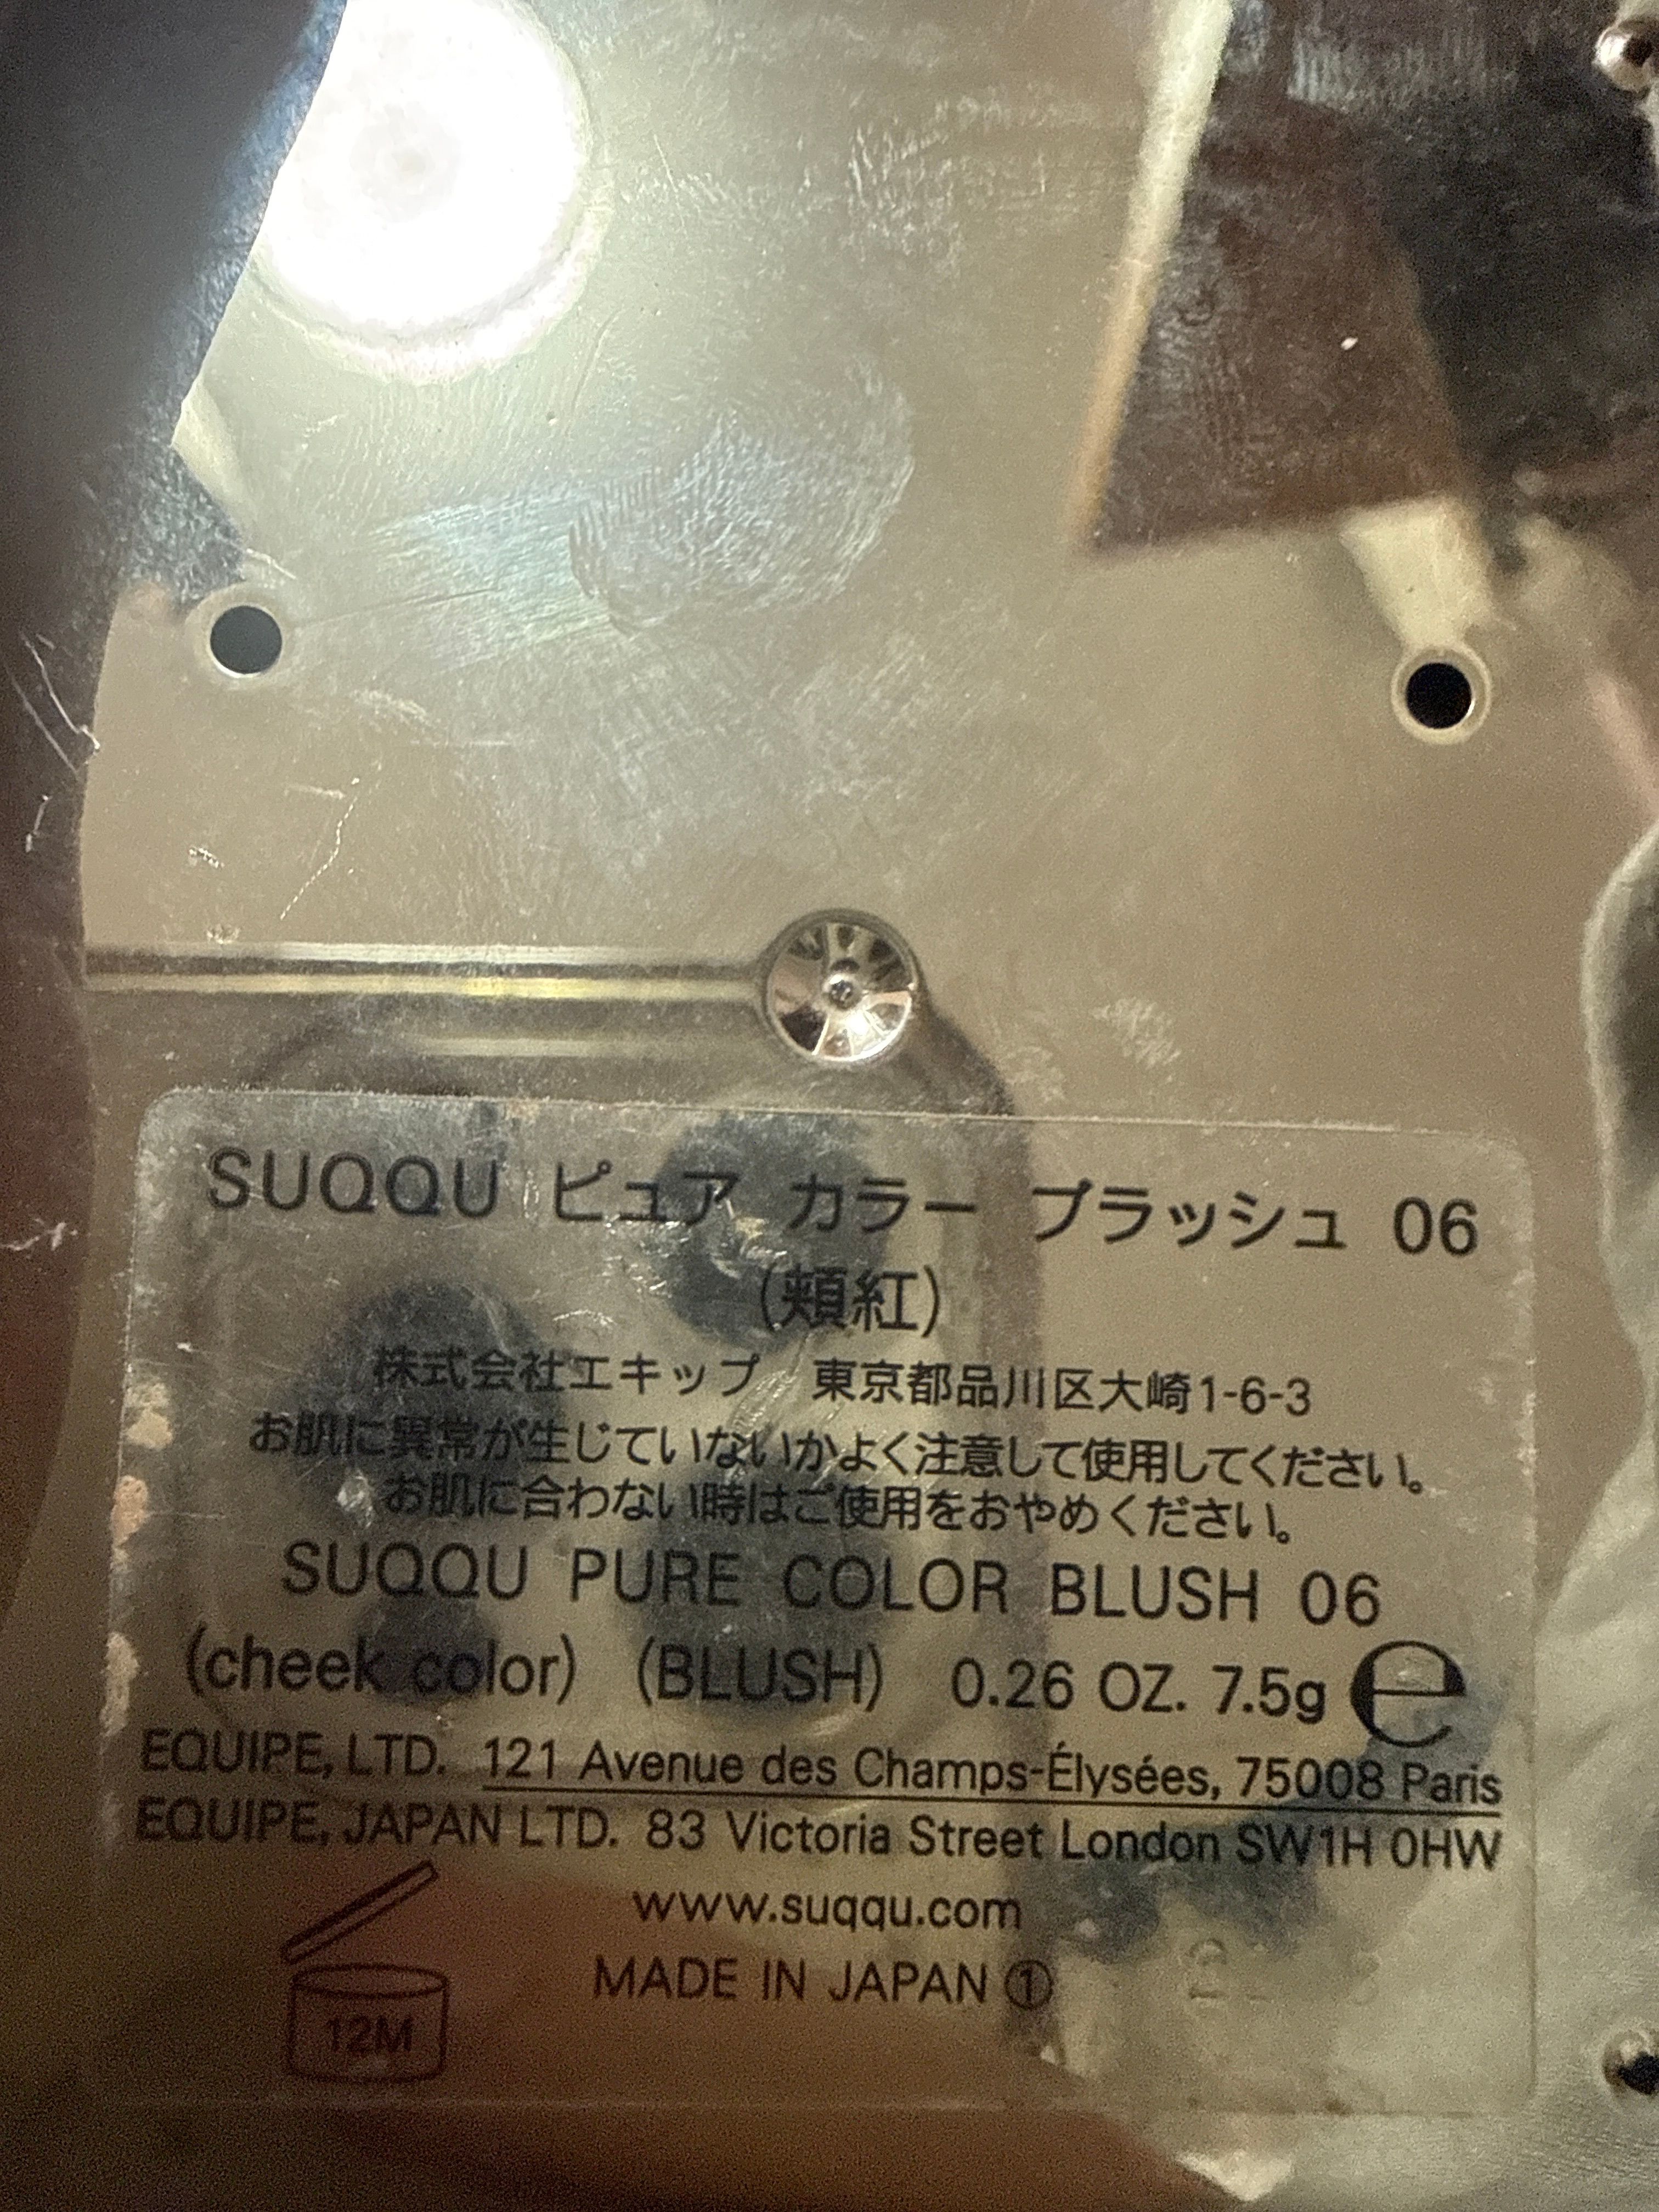 SUQQU ピュア カラー ブラッシュ 06
(頬紅)
株式会社エキップ 東京都品川区大崎1-6-3
お肌に異常が生じていないかよく注意して使用してください。
お肌に合わない時はご使用をおやめください。
SUQQU PURE COLOR BLUSH 06
(cheek color) (BLUSH) 0.26 OZ. 7.5g ℮
EQUIPE, LTD. 121 Avenue des Champs-Élysées, 75008 Paris
EQUIPE, JAPAN LTD. 83 Victoria Street London SW1H 0HW
www.suqqu.com
MADE IN JAPAN ①
12M